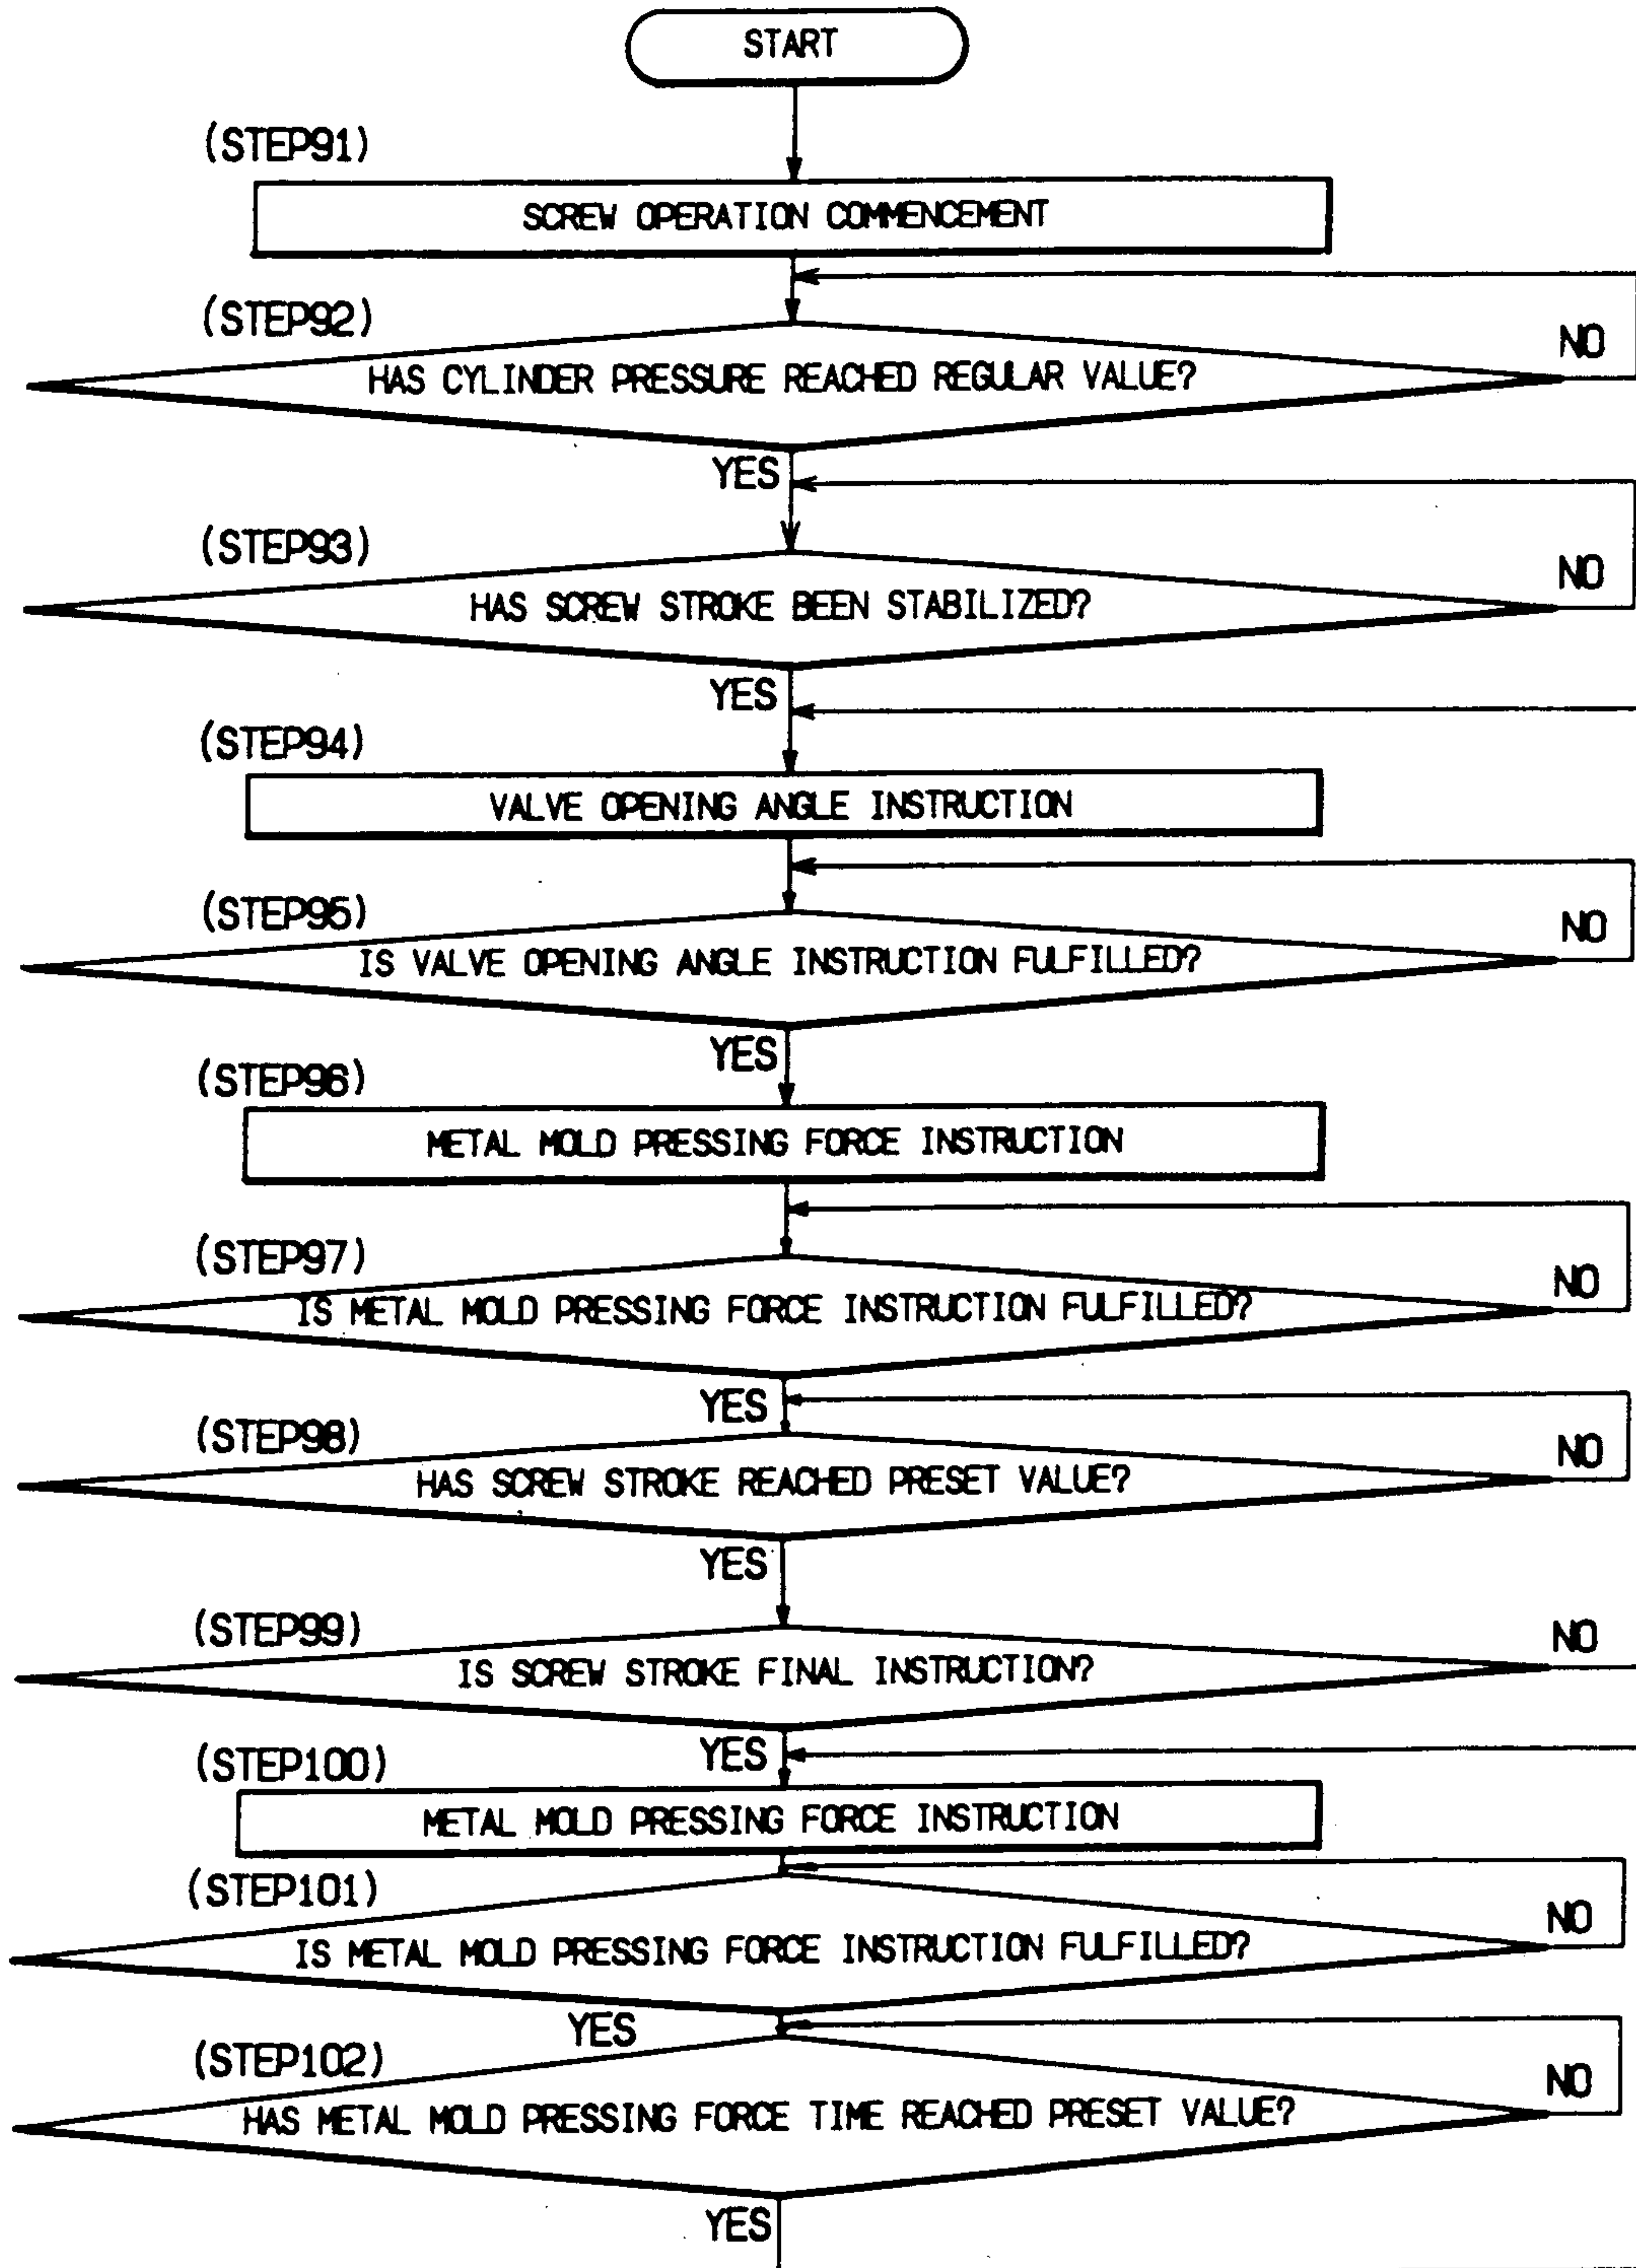 START
(STEP91)
SCREW OPERATION COMMENCEMENT
(STEP92)
NO
HAS CYLINDER PRESSURE REACHED REGULAR VALUE?
YES
(STEP93)
NO
HAS SCREW STROKE BEEN STABILIZED?
YES
(STEP94)
VALVE OPENING ANGLE INSTRUCTION
(STEP95)
NO
IS VALVE OPENING ANGLE INSTRUCTION FULFILLED?
YES
(STEP96)
METAL MOLD PRESSING FORCE INSTRUCTION
(STEP97)
NO
IS METAL MOLD PRESSING FORCE INSTRUCTION FULFILLED?
YES
(STEP98)
NO
HAS SCREW STROKE REACHED PRESET VALUE?
YES
(STEP99)
NO
IS SCREW STROKE FINAL INSTRUCTION?
YES
(STEP100)
METAL MOLD PRESSING FORCE INSTRUCTION
(STEP101)
NO
IS METAL MOLD PRESSING FORCE INSTRUCTION FULFILLED?
YES
(STEP102)
NO
HAS METAL MOLD PRESSING FORCE TIME REACHED PRESET VALUE?
YES